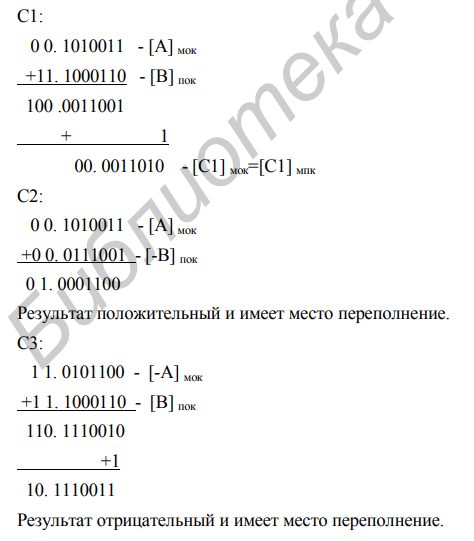 С1:
0 0. 1010011 - [А] мок
+11. 1000110 - [В] пок
100 .0011001
+ 1
00. 0011010 - [С1] мок=[С1] мпк
С2:
0 0. 1010011 - [А] мок
+0 0. 0111001 - [-В] пок
0 1. 0001100
Результат положительный и имеет место переполнение.
С3:
1 1. 0101100 - [-А] мок
+1 1. 1000110 - [В] пок
110. 1110010
+1
10. 1110011
Результат отрицательный и имеет место переполнение.
Библиотека